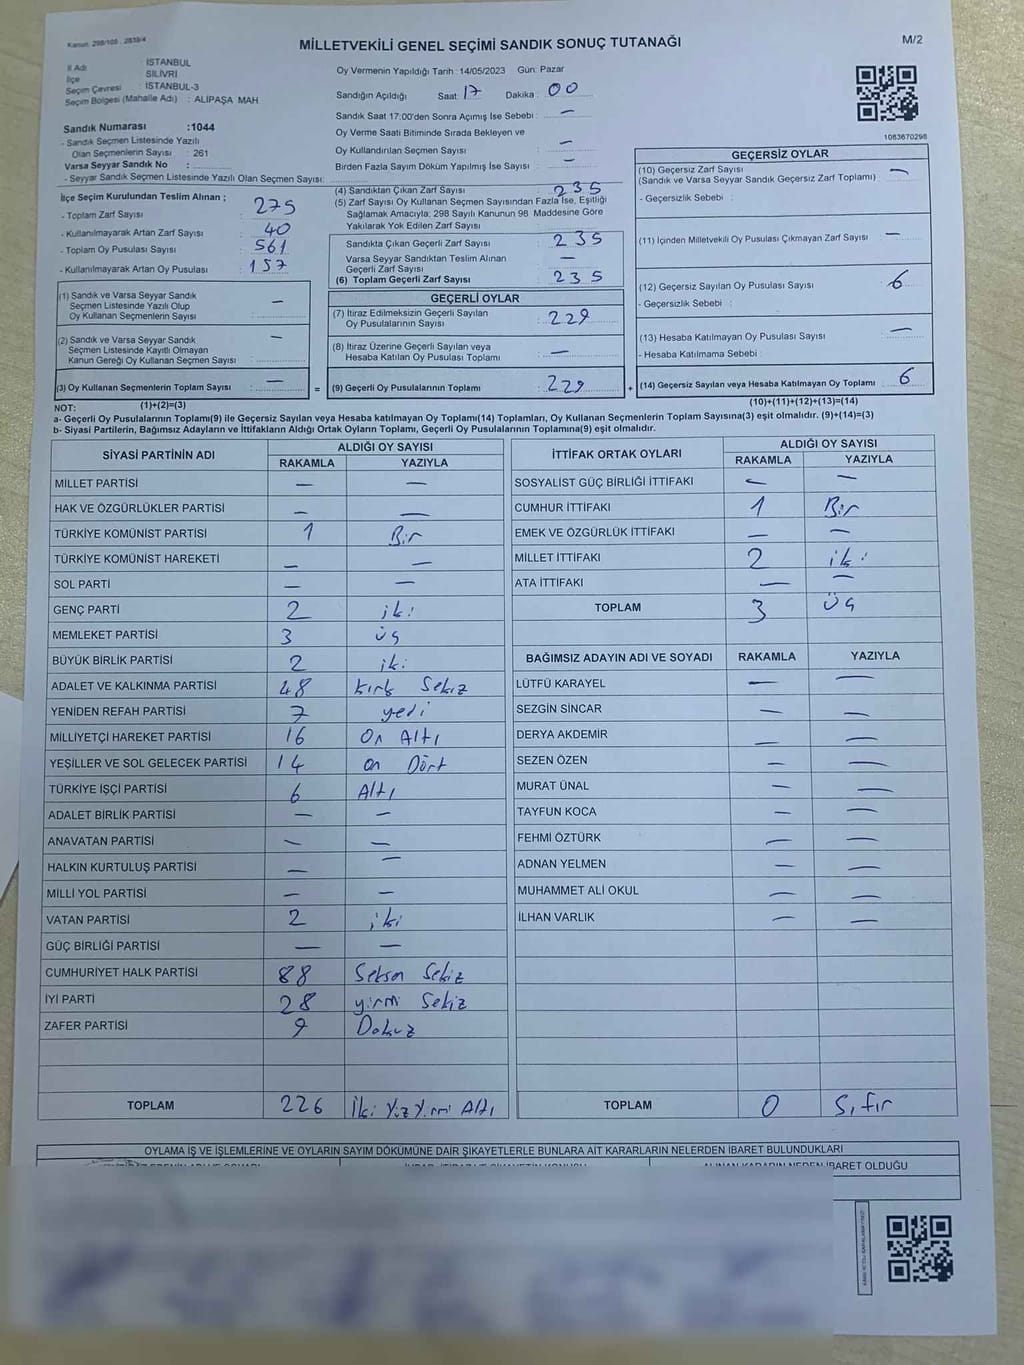 Kanun: 298/105 , 2839/4
MİLLETVEKİLİ GENEL SEÇİMİ SANDIK SONUÇ TUTANAĞI
M/2
İl Adı : İSTANBUL
İlçe : SİLİVRİ
Seçim Çevresi : İSTANBUL-3
Seçim Bölgesi (Mahalle Adı) : ALİPAŞA MAH.
Sandık Numarası :1044
- Sandık Seçmen Listesinde Yazılı
Olan Seçmenlerin Sayısı : 261
Varsa Seyyar Sandık No :
- Seyyar Sandık Seçmen Listesinde Yazılı Olan Seçmen Sayısı:
Oy Vermenin Yapıldığı Tarih : 14/05/2023 Gün: Pazar
Sandığın Açıldığı Saat: 17 Dakika : 00
Sandık Saat 17:00'den Sonra Açımış İse Sebebi : —
Oy Verme Saati Bitiminde Sırada Bekleyen ve
Oy Kullandırılan Seçmen Sayısı : —
Birden Fazla Sayım Döküm Yapılmış İse Sayısı : —
1083670298
İlçe Seçim Kurulundan Teslim Alınan ;
- Toplam Zarf Sayısı : 275
- Kullanılmayarak Artan Zarf Sayısı : 40
- Toplam Oy Pusulası Sayısı : 561
- Kullanılmayarak Artan Oy Pusulası : 157
(1) Sandık ve Varsa Seyyar Sandık
Seçmen Listesinde Yazılı Olup
Oy Kullanan Seçmenlerin Sayısı : —
(2) Sandık ve Varsa Seyyar Sandık
Seçmen Listesinde Kayıtlı Olmayan
Kanun Gereği Oy Kullanan Seçmen Sayısı : —
(3) Oy Kullanan Seçmenlerin Toplam Sayısı : — =
(1)+(2)=(3)
(4) Sandıktan Çıkan Zarf Sayısı : 235
(5) Zarf Sayısı Oy Kullanan Seçmen Sayısından Fazla İse, Eşitliği
Sağlamak Amacıyla; 298 Sayılı Kanunun 98 Maddesine Göre
Yakılarak Yok Edilen Zarf Sayısı :
Sandıkta Çıkan Geçerli Zarf Sayısı : 235
Varsa Seyyar Sandıktan Teslim Alınan
Geçerli Zarf Sayısı : —
(6) Toplam Geçerli Zarf Sayısı : 235
GEÇERLİ OYLAR
(7) İtiraz Edilmeksizin Geçerli Sayılan
Oy Pusulalarının Sayısı : 229
(8) İtiraz Üzerine Geçerli Sayılan veya
Hesaba Katılan Oy Pusulası Toplamı : —
(9) Geçerli Oy Pusulalarının Toplamı : 229 +
GEÇERSİZ OYLAR
(10) Geçersiz Zarf Sayısı : —
(Sandık ve Varsa Seyyar Sandık Geçersiz Zarf Toplamı)
- Geçersizlik Sebebi :
(11) İçinden Milletvekili Oy Pusulası Çıkmayan Zarf Sayısı : —
(12) Geçersiz Sayılan Oy Pusulası Sayısı : 6
- Geçersizlik Sebebi :
(13) Hesaba Katılmayan Oy Pusulası Sayısı : —
- Hesaba Katılmama Sebebi :
(14) Geçersiz Sayılan veya Hesaba Katılmayan Oy Toplamı : 6
(10)+(11)+(12)+(13)=(14)
NOT:
a- Geçerli Oy Pusulalarının Toplamı(9) ile Geçersiz Sayılan veya Hesaba katılmayan Oy Toplamı(14) Toplamları, Oy Kullanan Seçmenlerin Toplam Sayısına(3) eşit olmalıdır. (9)+(14)=(3)
b- Siyasi Partilerin, Bağımsız Adayların ve İttifakların Aldığı Ortak Oyların Toplamı, Geçerli Oy Pusulalarının Toplamına(9) eşit olmalıdır.
SİYASİ PARTİNİN ADI ALDIĞI OY SAYISI
RAKAMLA YAZIYLA
MİLLET PARTİSİ — —
HAK VE ÖZGÜRLÜKLER PARTİSİ — —
TÜRKİYE KOMÜNİST PARTİSİ 1 Bir
TÜRKİYE KOMÜNİST HAREKETİ — —
SOL PARTİ — —
GENÇ PARTİ 2 iki
MEMLEKET PARTİSİ 3 üç
BÜYÜK BİRLİK PARTİSİ 2 iki
ADALET VE KALKINMA PARTİSİ 48 kırk Sekiz
YENİDEN REFAH PARTİSİ 7 yedi
MİLLİYETÇİ HAREKET PARTİSİ 16 On Altı
YEŞİLLER VE SOL GELECEK PARTİSİ 14 on Dört
TÜRKİYE İŞÇİ PARTİSİ 6 Altı
ADALET BİRLİK PARTİSİ — —
ANAVATAN PARTİSİ — —
HALKIN KURTULUŞ PARTİSİ — —
MİLLİ YOL PARTİSİ — —
VATAN PARTİSİ 2 iki
GÜÇ BİRLİĞİ PARTİSİ — —
CUMHURİYET HALK PARTİSİ 88 Seksen Sekiz
İYİ PARTİ 28 yirmi Sekiz
ZAFER PARTİSİ 9 Dokuz
TOPLAM 226 İki Yüz Yirmi Altı
İTTİFAK ORTAK OYLARI ALDIĞI OY SAYISI
RAKAMLA YAZIYLA
SOSYALİST GÜÇ BİRLİĞİ İTTİFAKI — —
CUMHUR İTTİFAKI 1 Bir
EMEK VE ÖZGÜRLÜK İTTİFAKI — —
MİLLET İTTİFAKI 2 iki
ATA İTTİFAKI — —
TOPLAM 3 üç
BAĞIMSIZ ADAYIN ADI VE SOYADI RAKAMLA YAZIYLA
LÜTFÜ KARAYEL — —
SEZGİN SİNCAR — —
DERYA AKDEMİR — —
SEZEN ÖZEN — —
MURAT ÜNAL — —
TAYFUN KOCA — —
FEHMİ ÖZTÜRK — —
ADNAN YELMEN — —
MUHAMMET ALİ OKUL — —
İLHAN VARLIK — —
TOPLAM 0 Sıfır
OYLAMA İŞ VE İŞLEMLERİNE VE OYLARIN SAYIM DÖKÜMÜNE DAİR ŞİKAYETLERLE BUNLARA AİT KARARLARIN NELERDEN İBARET BULUNDUKLARI
ALINAN KARARIN NEDEN İBARET OLDUĞU